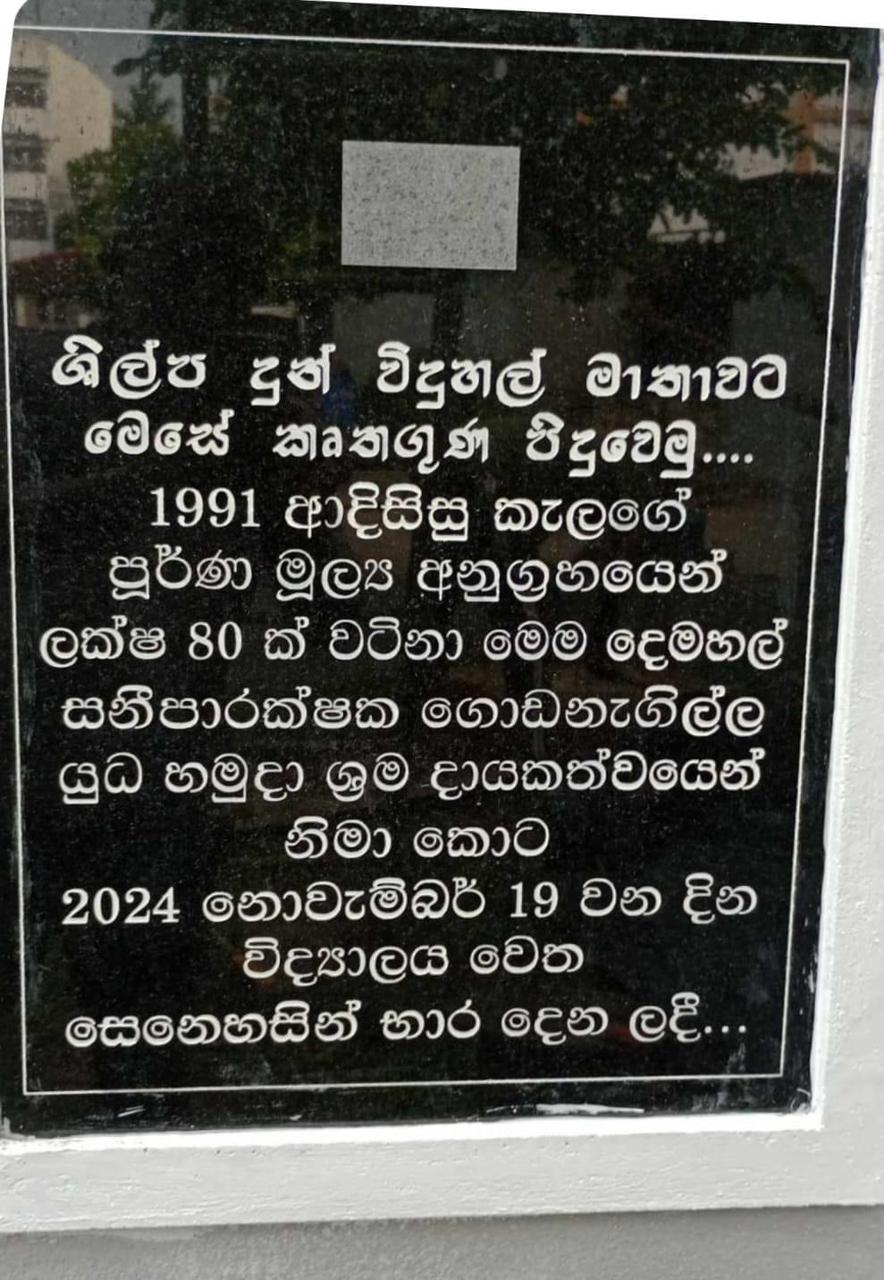 ශිල්ප දුන් විදුහල් මාතාවට
මෙසේ කෘතගුණ පිදුවෙමු....
1991 ආදිසිසු කැලගේ
පූර්ණ මූල්‍ය අනුග්‍රහයෙන්
ලක්ෂ 80 ක් වටිනා මෙම දෙමහල්
සනීපාරක්ෂක ගොඩනැගිල්ල
යුධ හමුදා ශ්‍රම දායකත්වයෙන්
නිමා කොට
2024 නොවැම්බර් 19 වන දින
විද්‍යාලය වෙත
සෙනෙහසින් භාර දෙන ලදී...